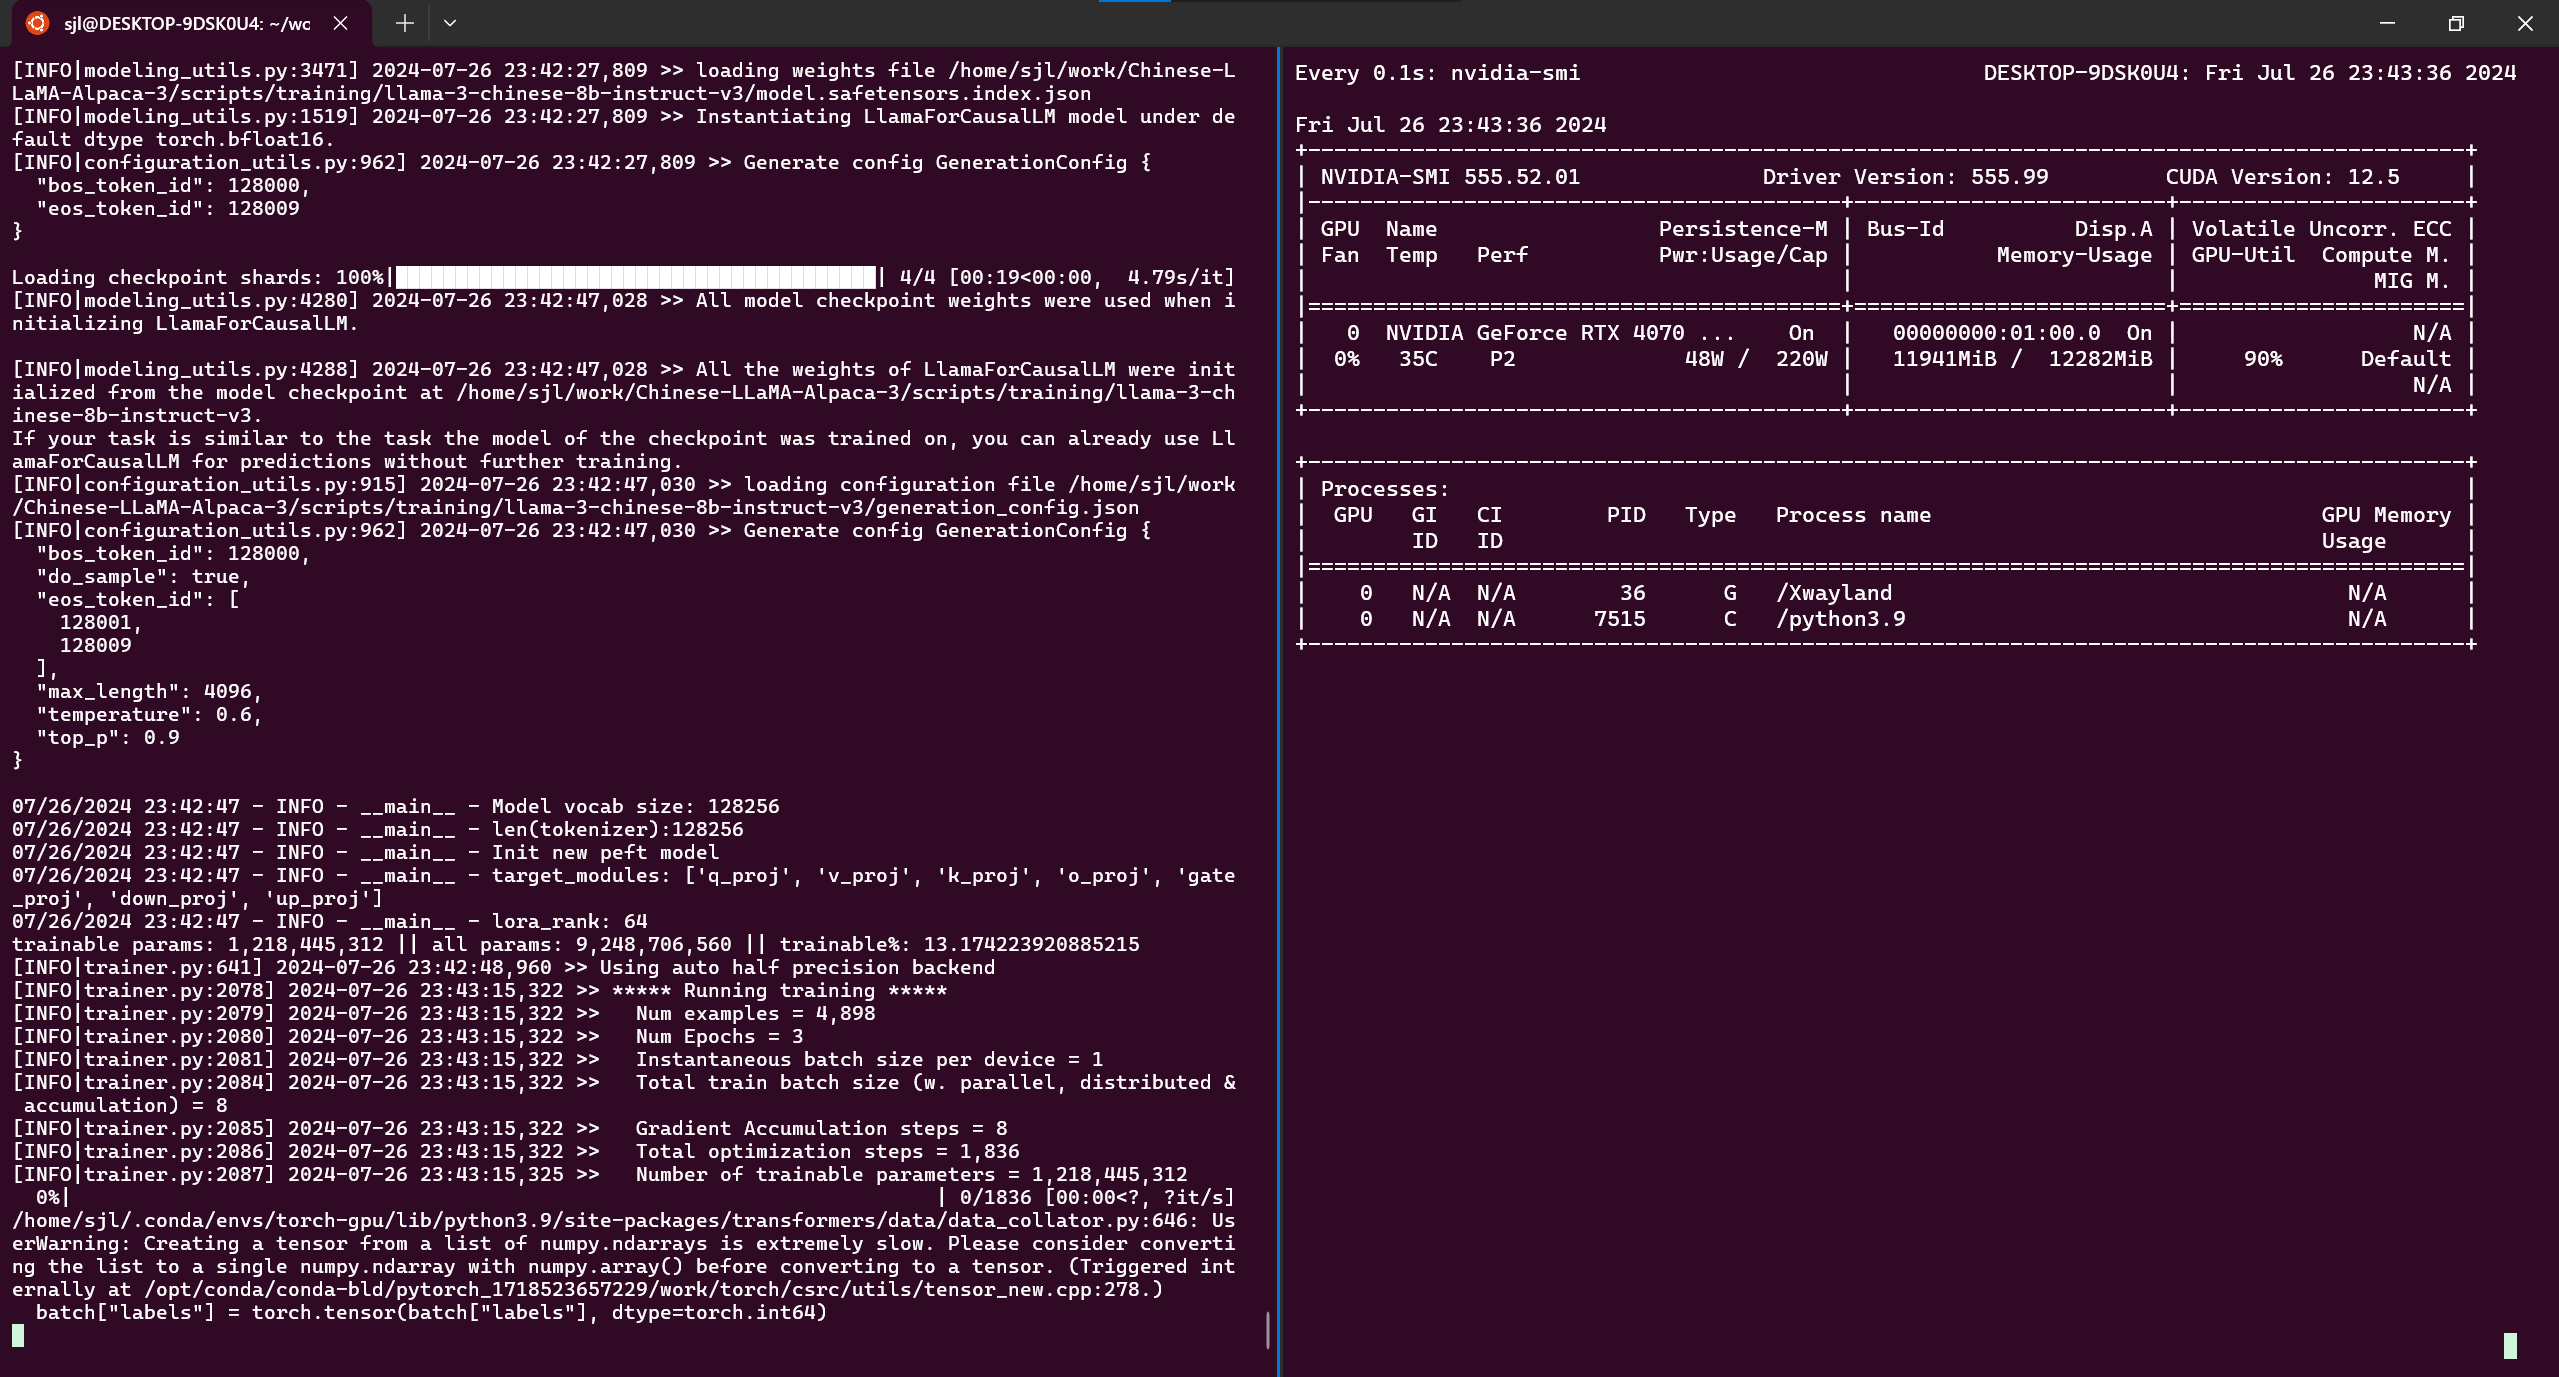 sjl@DESKTOP-9DSK0U4: ~/wc
[INFO|modeling_utils.py:3471] 2024-07-26 23:42:27,809 >> loading weights file /home/sjl/work/Chinese-L
LaMA-Alpaca-3/scripts/training/llama-3-chinese-8b-instruct-v3/model.safetensors.index.json
[INFO|modeling_utils.py:1519] 2024-07-26 23:42:27,809 >> Instantiating LlamaForCausalLM model under de
fault dtype torch.bfloat16.
[INFO|configuration_utils.py:962] 2024-07-26 23:42:27,809 >> Generate config GenerationConfig {
  "bos_token_id": 128000,
  "eos_token_id": 128009
}
Loading checkpoint shards: 100%|████████████████████████████████████████| 4/4 [00:19<00:00,  4.79s/it]
[INFO|modeling_utils.py:4280] 2024-07-26 23:42:47,028 >> All model checkpoint weights were used when i
nitializing LlamaForCausalLM.
[INFO|modeling_utils.py:4288] 2024-07-26 23:42:47,028 >> All the weights of LlamaForCausalLM were init
ialized from the model checkpoint at /home/sjl/work/Chinese-LLaMA-Alpaca-3/scripts/training/llama-3-ch
inese-8b-instruct-v3.
If your task is similar to the task the model of the checkpoint was trained on, you can already use Ll
amaForCausalLM for predictions without further training.
[INFO|configuration_utils.py:915] 2024-07-26 23:42:47,030 >> loading configuration file /home/sjl/work
/Chinese-LLaMA-Alpaca-3/scripts/training/llama-3-chinese-8b-instruct-v3/generation_config.json
[INFO|configuration_utils.py:962] 2024-07-26 23:42:47,030 >> Generate config GenerationConfig {
  "bos_token_id": 128000,
  "do_sample": true,
  "eos_token_id": [
    128001,
    128009
  ],
  "max_length": 4096,
  "temperature": 0.6,
  "top_p": 0.9
}
07/26/2024 23:42:47 - INFO - __main__ - Model vocab size: 128256
07/26/2024 23:42:47 - INFO - __main__ - len(tokenizer):128256
07/26/2024 23:42:47 - INFO - __main__ - Init new peft model
07/26/2024 23:42:47 - INFO - __main__ - target_modules: ['q_proj', 'v_proj', 'k_proj', 'o_proj', 'gate
_proj', 'down_proj', 'up_proj']
07/26/2024 23:42:47 - INFO - __main__ - lora_rank: 64
trainable params: 1,218,445,312 || all params: 9,248,706,560 || trainable%: 13.174223920885215
[INFO|trainer.py:641] 2024-07-26 23:42:48,960 >> Using auto half precision backend
[INFO|trainer.py:2078] 2024-07-26 23:43:15,322 >> ***** Running training *****
[INFO|trainer.py:2079] 2024-07-26 23:43:15,322 >>   Num examples = 4,898
[INFO|trainer.py:2080] 2024-07-26 23:43:15,322 >>   Num Epochs = 3
[INFO|trainer.py:2081] 2024-07-26 23:43:15,322 >>   Instantaneous batch size per device = 1
[INFO|trainer.py:2084] 2024-07-26 23:43:15,322 >>   Total train batch size (w. parallel, distributed &
 accumulation) = 8
[INFO|trainer.py:2085] 2024-07-26 23:43:15,322 >>   Gradient Accumulation steps = 8
[INFO|trainer.py:2086] 2024-07-26 23:43:15,322 >>   Total optimization steps = 1,836
[INFO|trainer.py:2087] 2024-07-26 23:43:15,325 >>   Number of trainable parameters = 1,218,445,312
  0%|                                                                         | 0/1836 [00:00<?, ?it/s]
/home/sjl/.conda/envs/torch-gpu/lib/python3.9/site-packages/transformers/data/data_collator.py:646: Us
erWarning: Creating a tensor from a list of numpy.ndarrays is extremely slow. Please consider converti
ng the list to a single numpy.ndarray with numpy.array() before converting to a tensor. (Triggered int
ernally at /opt/conda/conda-bld/pytorch_1718523657229/work/torch/csrc/utils/tensor_new.cpp:278.)
  batch["labels"] = torch.tensor(batch["labels"], dtype=torch.int64)
Every 0.1s: nvidia-smi                               DESKTOP-9DSK0U4: Fri Jul 26 23:43:36 2024
Fri Jul 26 23:43:36 2024
+-----------------------------------------------------------------------------------------+
| NVIDIA-SMI 555.52.01              Driver Version: 555.99         CUDA Version: 12.5     |
|-----------------------------------------+------------------------+----------------------+
| GPU  Name                 Persistence-M | Bus-Id          Disp.A | Volatile Uncorr. ECC |
| Fan  Temp   Perf          Pwr:Usage/Cap |           Memory-Usage | GPU-Util  Compute M. |
|                                         |                        |               MIG M. |
|=========================================+========================+======================|
|   0  NVIDIA GeForce RTX 4070 ...    On  |   00000000:01:00.0  On |                  N/A |
|  0%   35C    P2             48W /  220W |   11941MiB /  12282MiB |     90%      Default |
|                                         |                        |                  N/A |
+-----------------------------------------+------------------------+----------------------+
+-----------------------------------------------------------------------------------------+
| Processes:                                                                              |
|  GPU   GI   CI        PID   Type   Process name                              GPU Memory |
|        ID   ID                                                               Usage      |
|=========================================================================================|
|    0   N/A  N/A        36      G   /Xwayland                                   N/A      |
|    0   N/A  N/A      7515      C   /python3.9                                  N/A      |
+-----------------------------------------------------------------------------------------+